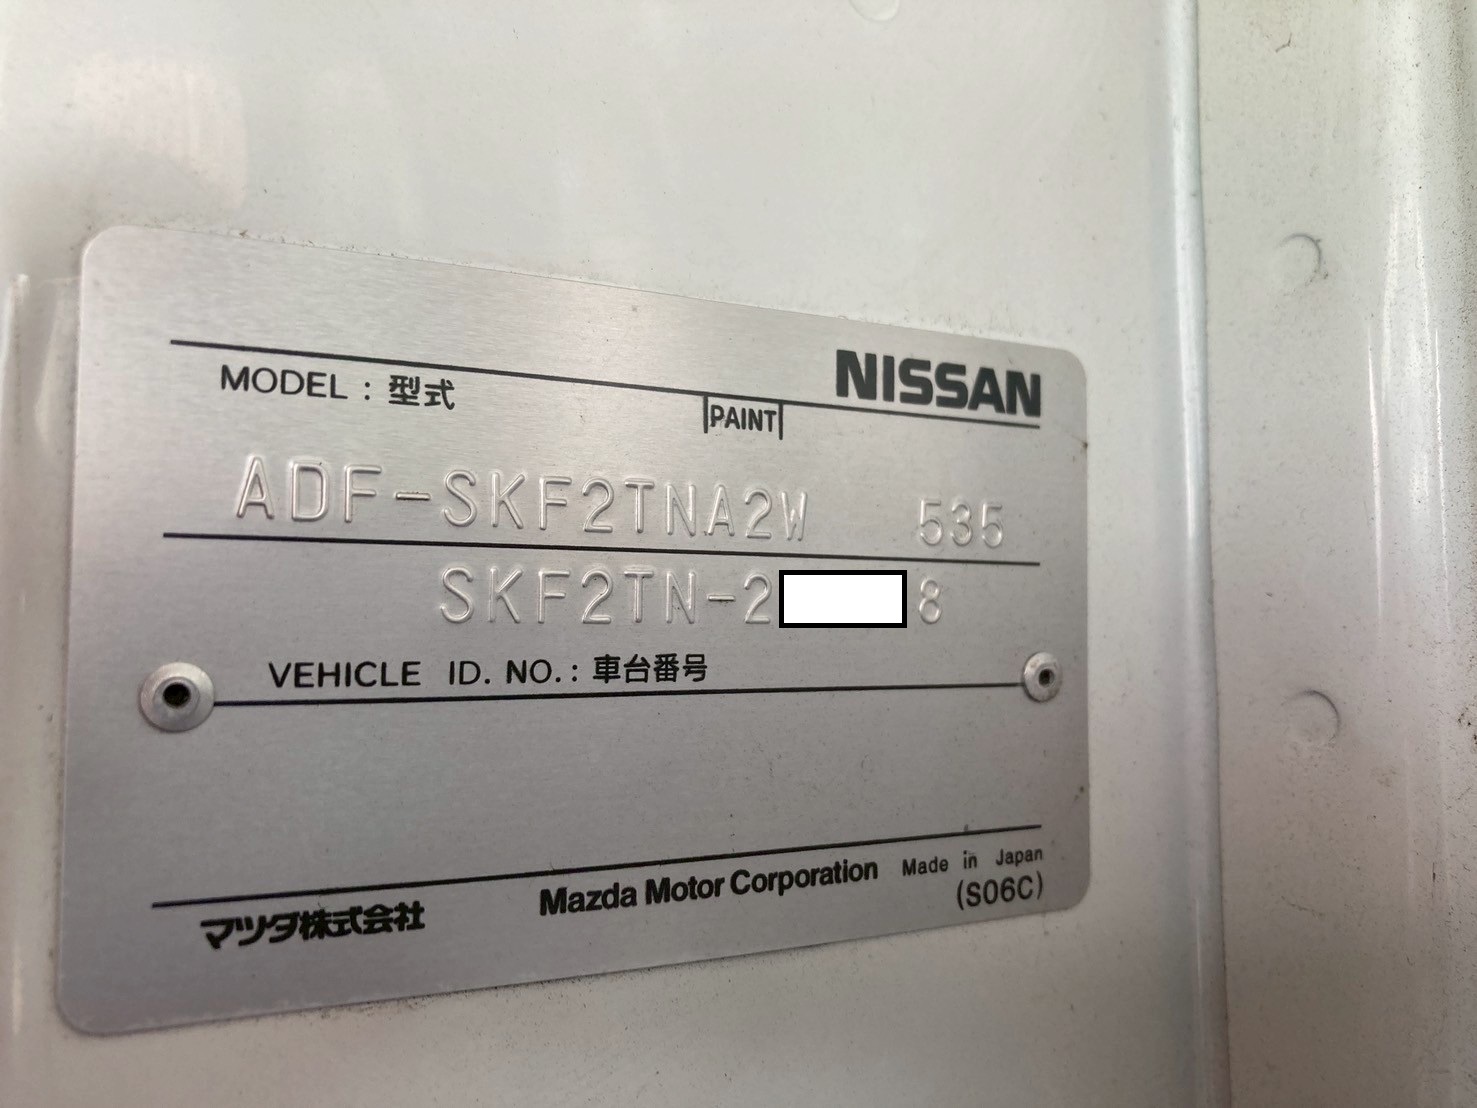 NISSAN
MODEL : 型式
PAINT
ADF-SKF2TNA2W 535
SKF2TN-2 8
VEHICLE ID. NO. : 車台番号
マツダ株式会社 Mazda Motor Corporation Made in Japan
(S06C)